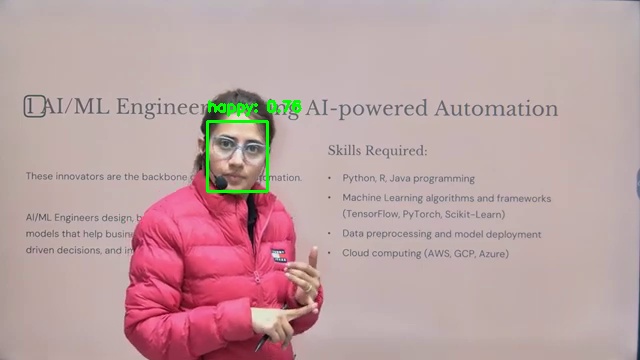 1 AI/ML Engineer ng AI-powered Automation
happy: 0.76
Skills Required:
These innovators are the backbone
• Python, R, Java programming
• Machine Learning algorithms and frameworks
(TensorFlow, PyTorch, Scikit-Learn)
AI/ML Engineers design,
models that help
driven decisions, and
• Data preprocessing and model deployment
• Cloud computing (AWS, GCP, Azure)